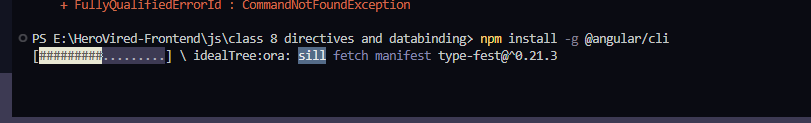 + FullyQualifiedErrorId : CommandNotFoundException
PS E:\HeroVired-Frontend\js\class 8 directives and databinding> npm install -g @angular/cli
[#########.........] \ idealTree:ora: sill fetch manifest type-fest@^0.21.3